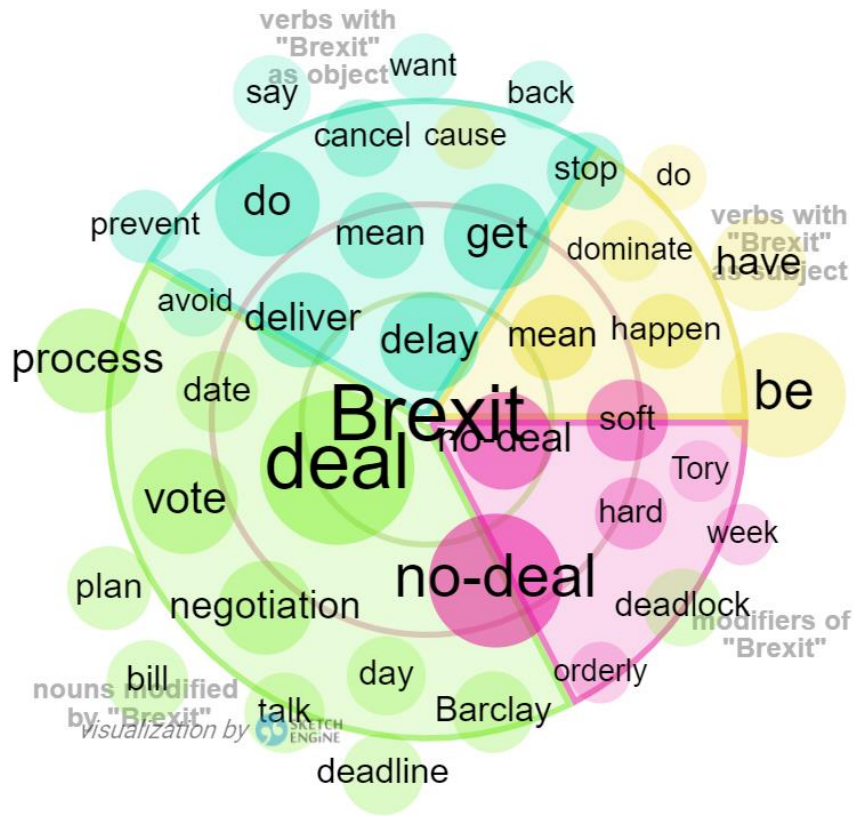 verbs with
"Brexit"
as object
want
say
back
cancel
cause
stop
do
do
prevent
mean
get
dominate
verbs with
"Brexit"
as subject
have
avoid
deliver
delay
mean
happen
process
date
be
Brexit
no-deal
soft
deal
Tory
vote
hard
week
no-deal
plan
negotiation
deadlock
modifiers of
"Brexit"
orderly
bill
day
nouns modified
by "Brexit"
talk
Barclay
visualization by SKETCH
ENGINE
deadline